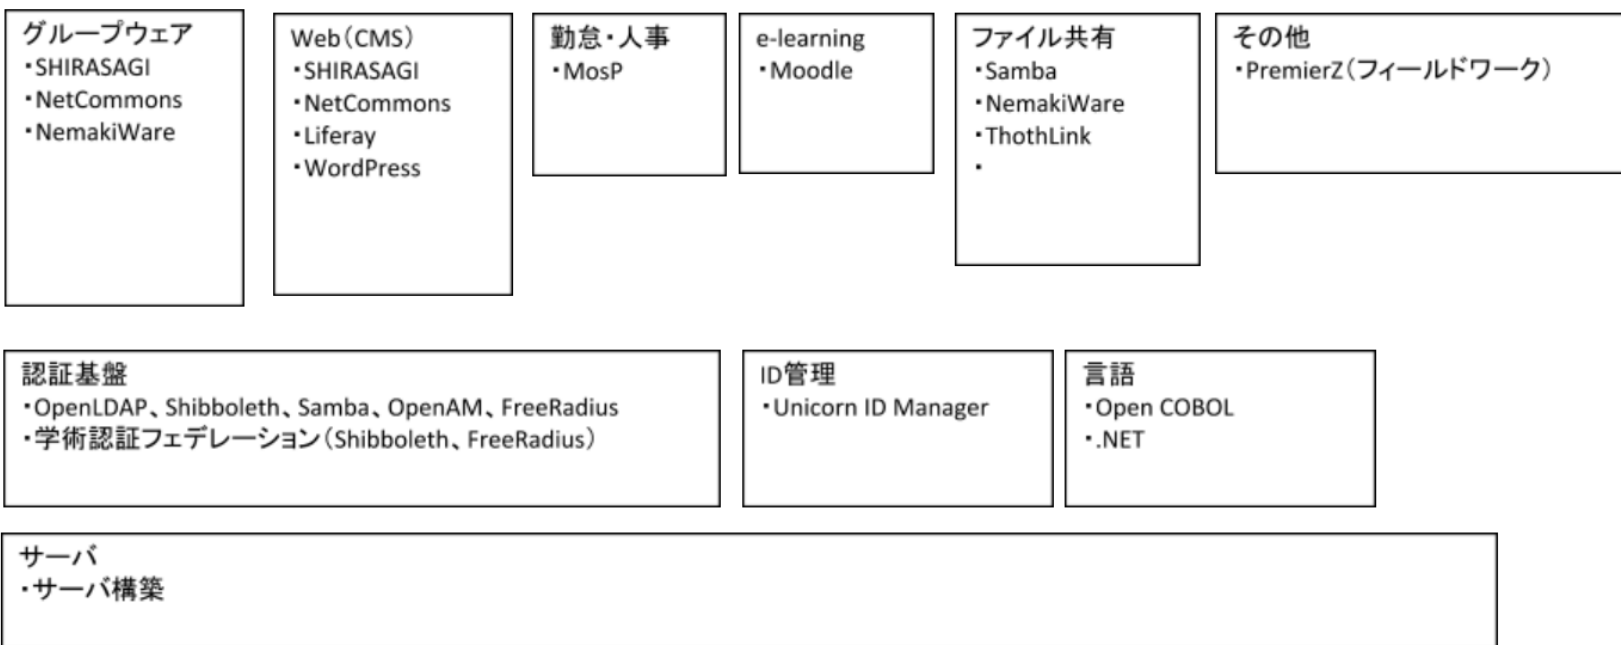 グループウェア
・SHIRASAGI
・NetCommons
・NemakiWare
Web（CMS）
・SHIRASAGI
・NetCommons
・Liferay
・WordPress
勤怠・人事
・MosP
e-learning
・Moodle
ファイル共有
・Samba
・NemakiWare
・ThothLink
・
その他
・PremierZ（フィールドワーク）
認証基盤
・OpenLDAP、Shibboleth、Samba、OpenAM、FreeRadius
・学術認証フェデレーション（Shibboleth、FreeRadius）
ID管理
・Unicorn ID Manager
言語
・Open COBOL
・.NET
サーバ
・サーバ構築